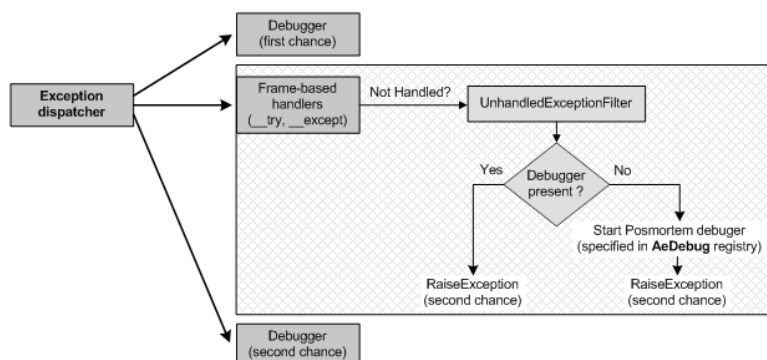 Debugger
(first chance)
Exception
dispatcher
Frame-based
handlers
(__try, __except)
Not Handled?
UnhandledExceptionFilter
Yes
Debugger
present ?
No
Start Posmortem debuger
(specified in AeDebug registry)
RaiseException
(second chance)
RaiseException
(second chance)
Debugger
(second chance)